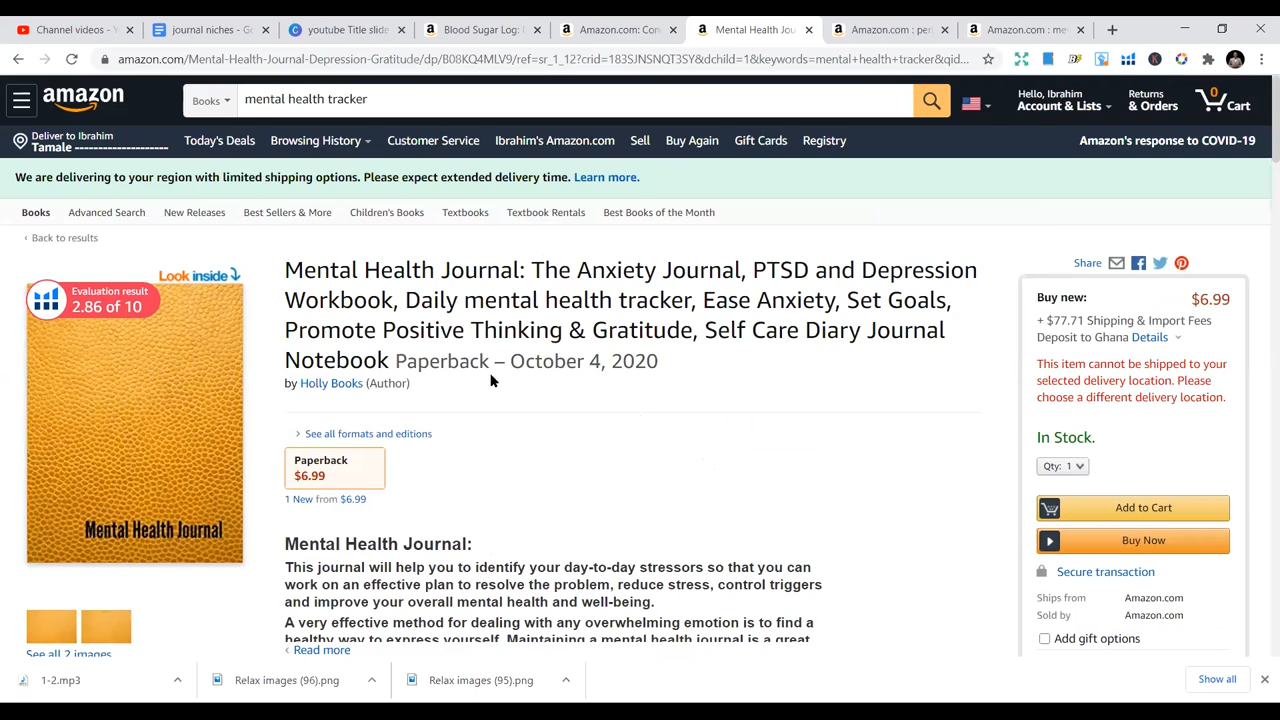 Channel videos - Y
journal niches - Go
youtube Title slide
Blood Sugar Log: 
Amazon.com: Con
Mental Health Jou
Amazon.com : per
Amazon.com : me
amazon.com/Mental-Health-Journal-
amazon
Books
mental health tracker
Hello, Ibrahim
Account & Lists
Returns
& Orders
0
Cart
Deliver to Ibrahim
Tamale
Today's Deals
Browsing History
Customer Service
Ibrahim's Amazon.com
Sell
Buy Again
Gift Cards
Registry
Amazon's response to COVID-19
We are delivering to your region with limited shipping options. Please expect extended delivery time. Learn more.
Books
Advanced Search
New Releases
Best Sellers & More
Children's Books
Textbooks
Textbook Rentals
Best Books of the Month
‹ Back to results
Look inside
Evaluation result
2.86 of 10
Mental Health Journal
See all 2 images
Mental Health Journal: The Anxiety Journal, PTSD and Depression
Workbook, Daily mental health tracker, Ease Anxiety, Set Goals,
Promote Positive Thinking & Gratitude, Self Care Diary Journal
Notebook Paperback – October 4, 2020
by Holly Books (Author)
› See all formats and editions
Paperback
$6.99
1 New from $6.99
Mental Health Journal:
This journal will help you to identify your day-to-day stressors so that you can
work on an effective plan to resolve the problem, reduce stress, control triggers
and improve your overall mental health and well-being.
A very effective method for dealing with any overwhelming emotion is to find a
healthy way to express yourself. Maintaining a mental health journal is a great
‹ Read more
Share
Buy new:
$6.99
+ $77.71 Shipping & Import Fees
Deposit to Ghana Details
This item cannot be shipped to your
selected delivery location. Please
choose a different delivery location.
In Stock.
Qty: 1
Add to Cart
Buy Now
Secure transaction
Ships from Amazon.com
Sold by Amazon.com
Add gift options
1-2.mp3
Relax images (96).png
Relax images (95).png
Show all